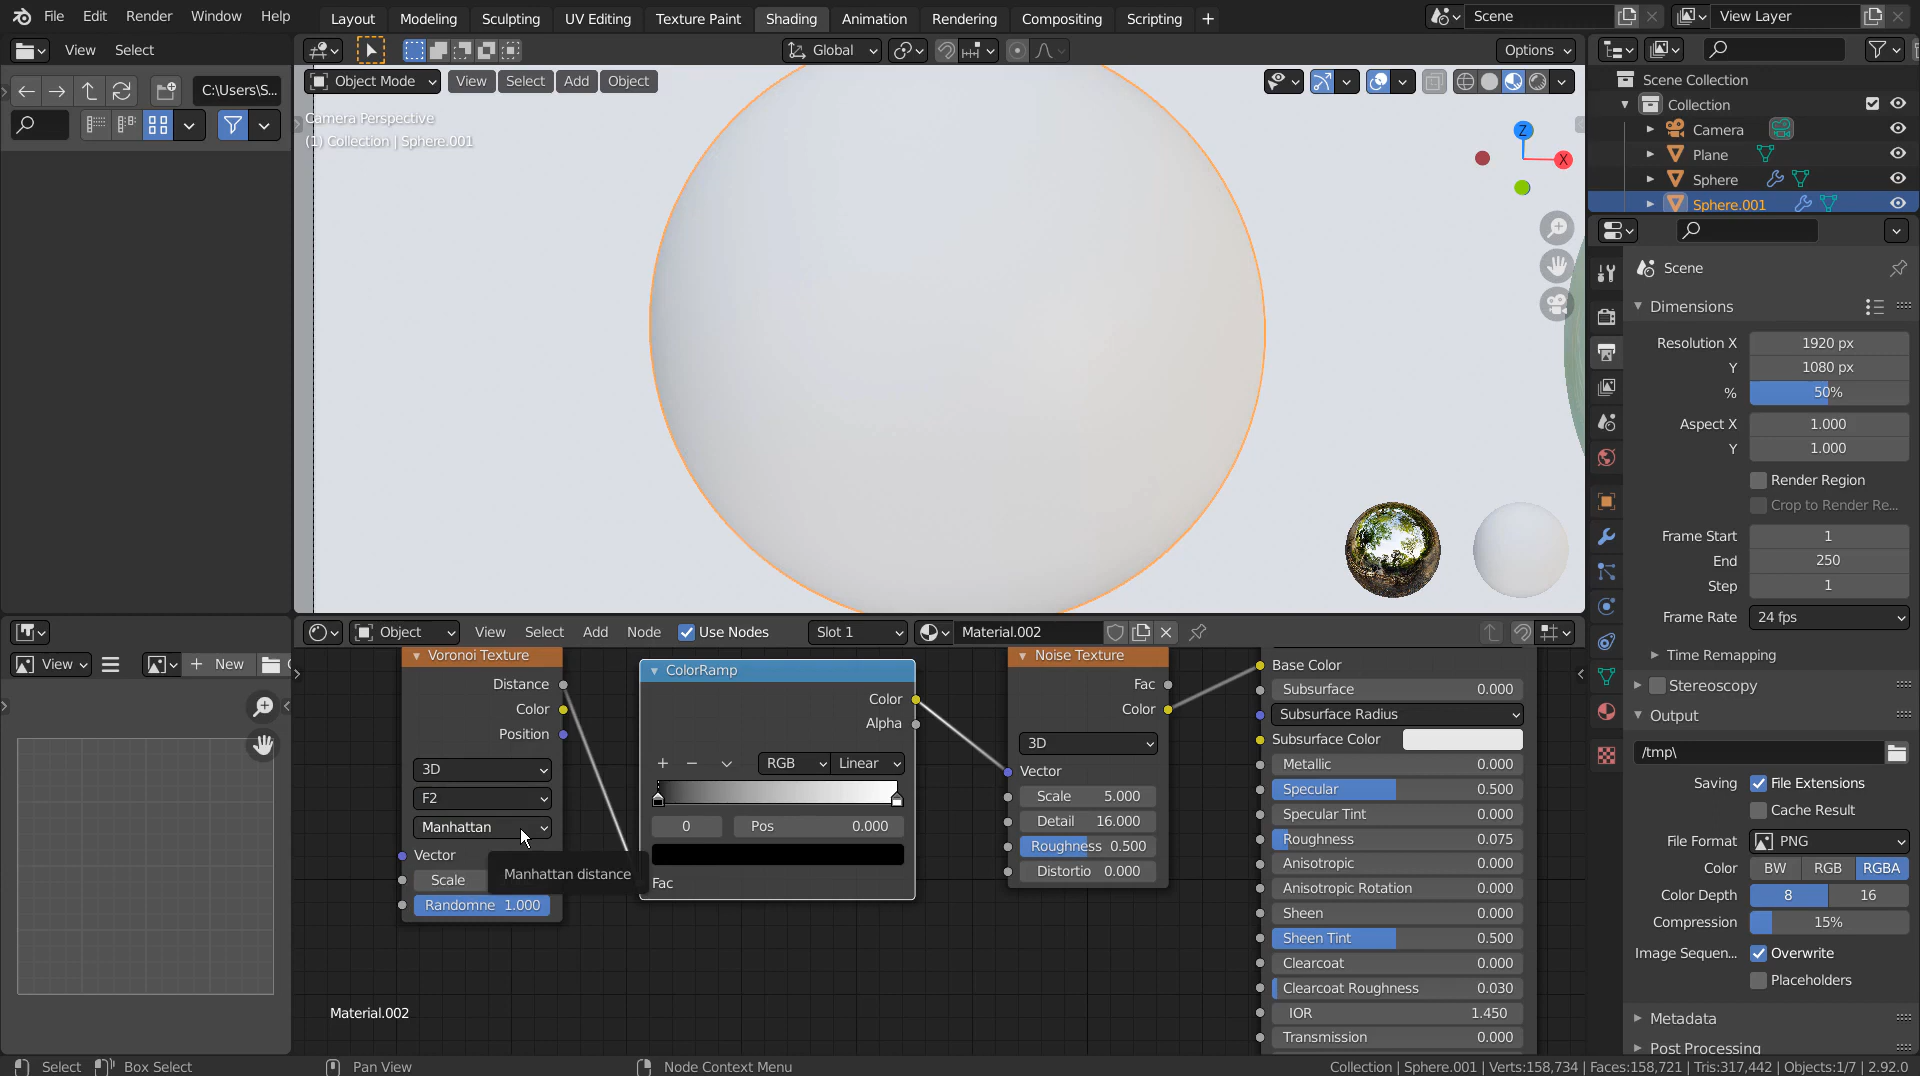 File Edit Render Window Help
Layout Modeling Sculpting UV Editing Texture Paint Shading Animation Rendering Compositing Scripting +
Scene
View Layer
View Select
Global
Options
C:\Users\S...
Object Mode View Select Add Object
Camera Perspective
(1) Collection | Sphere.001
Z
X
Scene Collection
Collection
Camera
Plane
Sphere
Sphere.001
Scene
Dimensions
Resolution X 1920 px
Y 1080 px
% 50%
Aspect X 1.000
Y 1.000
Render Region
Crop to Render Re...
Frame Start 1
End 250
Step 1
Frame Rate 24 fps
Time Remapping
Stereoscopy
Output
/tmp\
Saving File Extensions
Cache Result
File Format PNG
Color BW RGB RGBA
Color Depth 8 16
Compression 15%
Image Sequen... Overwrite
Placeholders
Metadata
Post Processing
View
+ New
Object View Select Add Node Use Nodes Slot 1 Material.002
Voronoi Texture
Distance
Color
Position
3D
F2
Manhattan
Vector
Scale
Randomne 1.000
Manhattan distance
ColorRamp
Color
Alpha
+ − RGB Linear
0 Pos 0.000
Fac
Noise Texture
Fac
Color
3D
Vector
Scale 5.000
Detail 16.000
Roughness 0.500
Distortio 0.000
Base Color
Subsurface 0.000
Subsurface Radius
Subsurface Color
Metallic 0.000
Specular 0.500
Specular Tint 0.000
Roughness 0.075
Anisotropic 0.000
Anisotropic Rotation 0.000
Sheen 0.000
Sheen Tint 0.500
Clearcoat 0.000
Clearcoat Roughness 0.030
IOR 1.450
Transmission 0.000
Material.002
Select Box Select Pan View Node Context Menu
Collection | Sphere.001 | Verts:158,734 | Faces:158,721 | Tris:317,442 | Objects:1/7 | 2.92.0